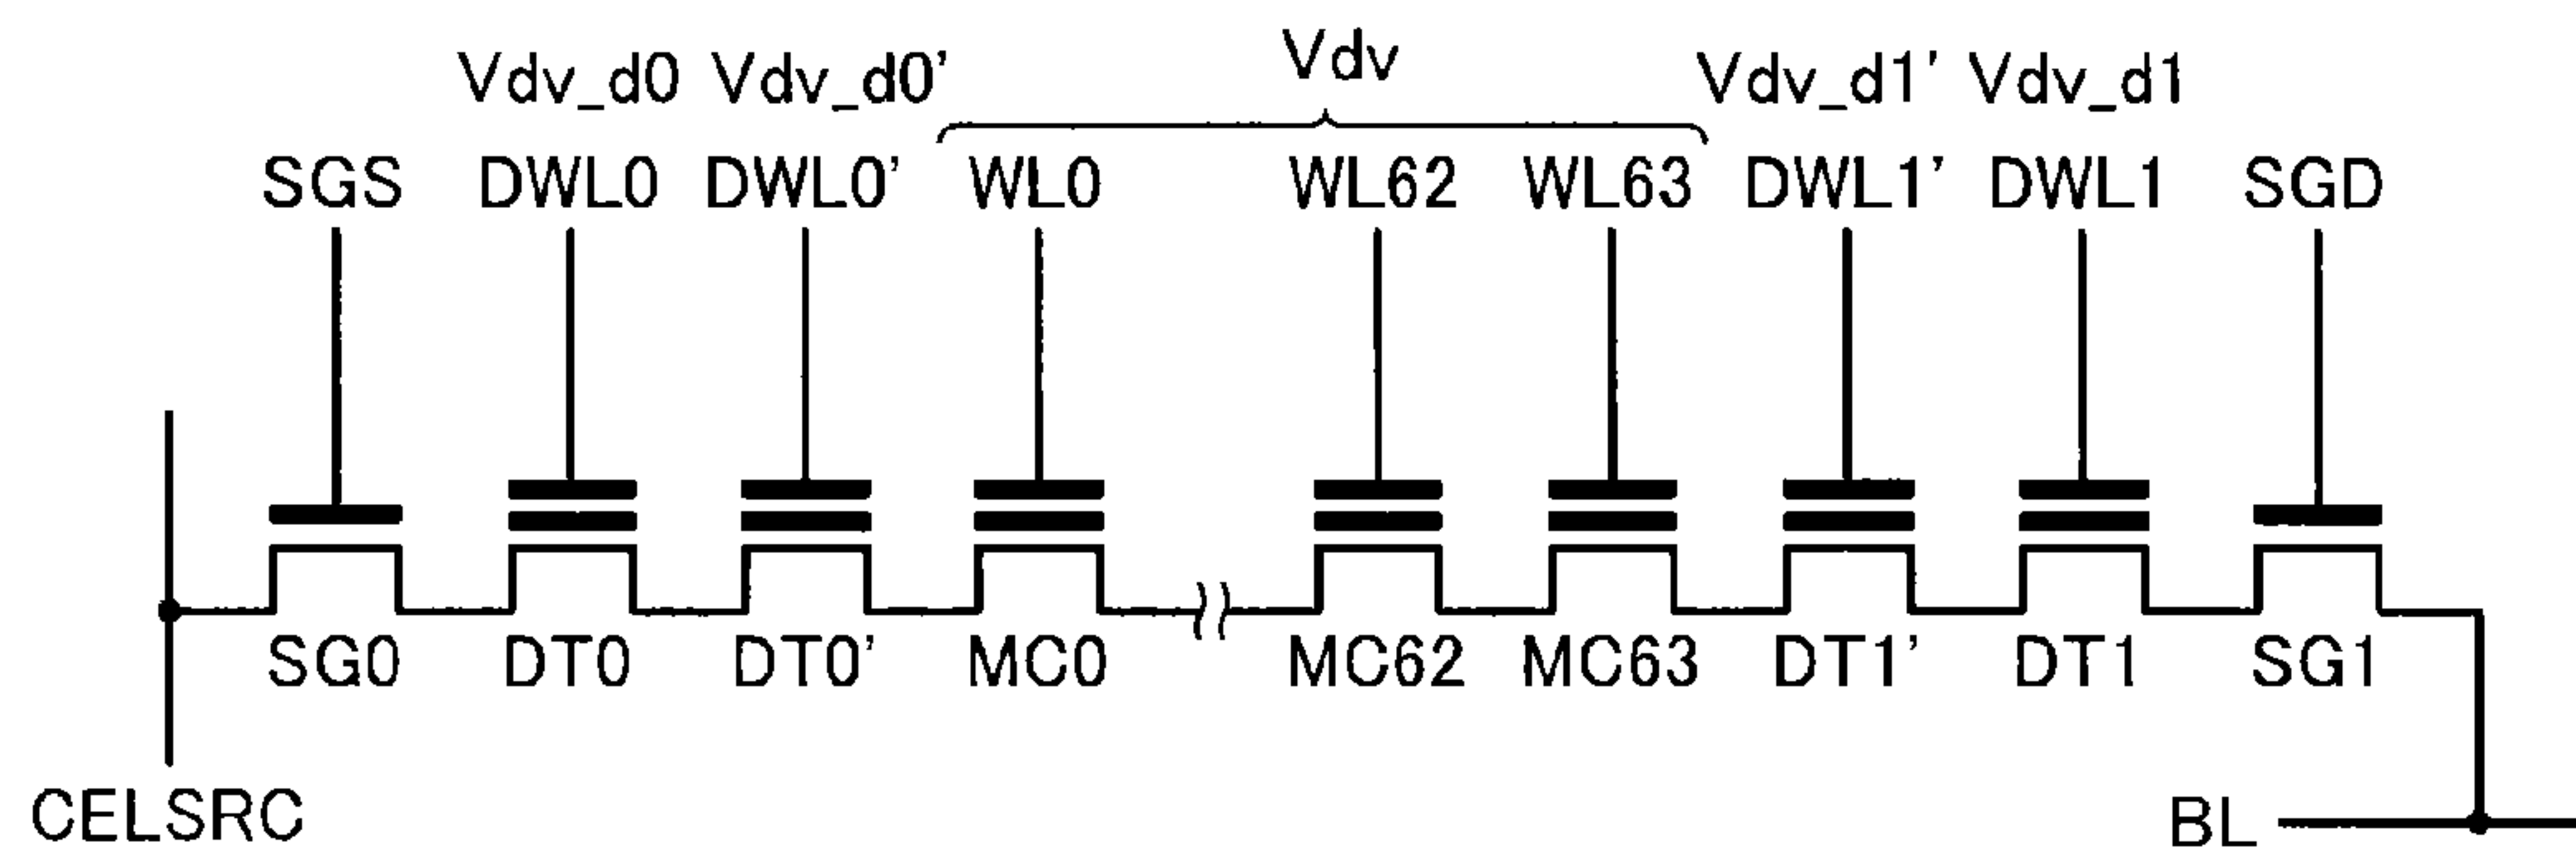 Vdv_d0 Vdv_d0' Vdv Vdv_d1' Vdv_d1
SGS DWL0 DWL0' WL0 WL62 WL63 DWL1' DWL1 SGD
SG0 DT0 DT0' MC0 MC62 MC63 DT1' DT1 SG1
CELSRC BL